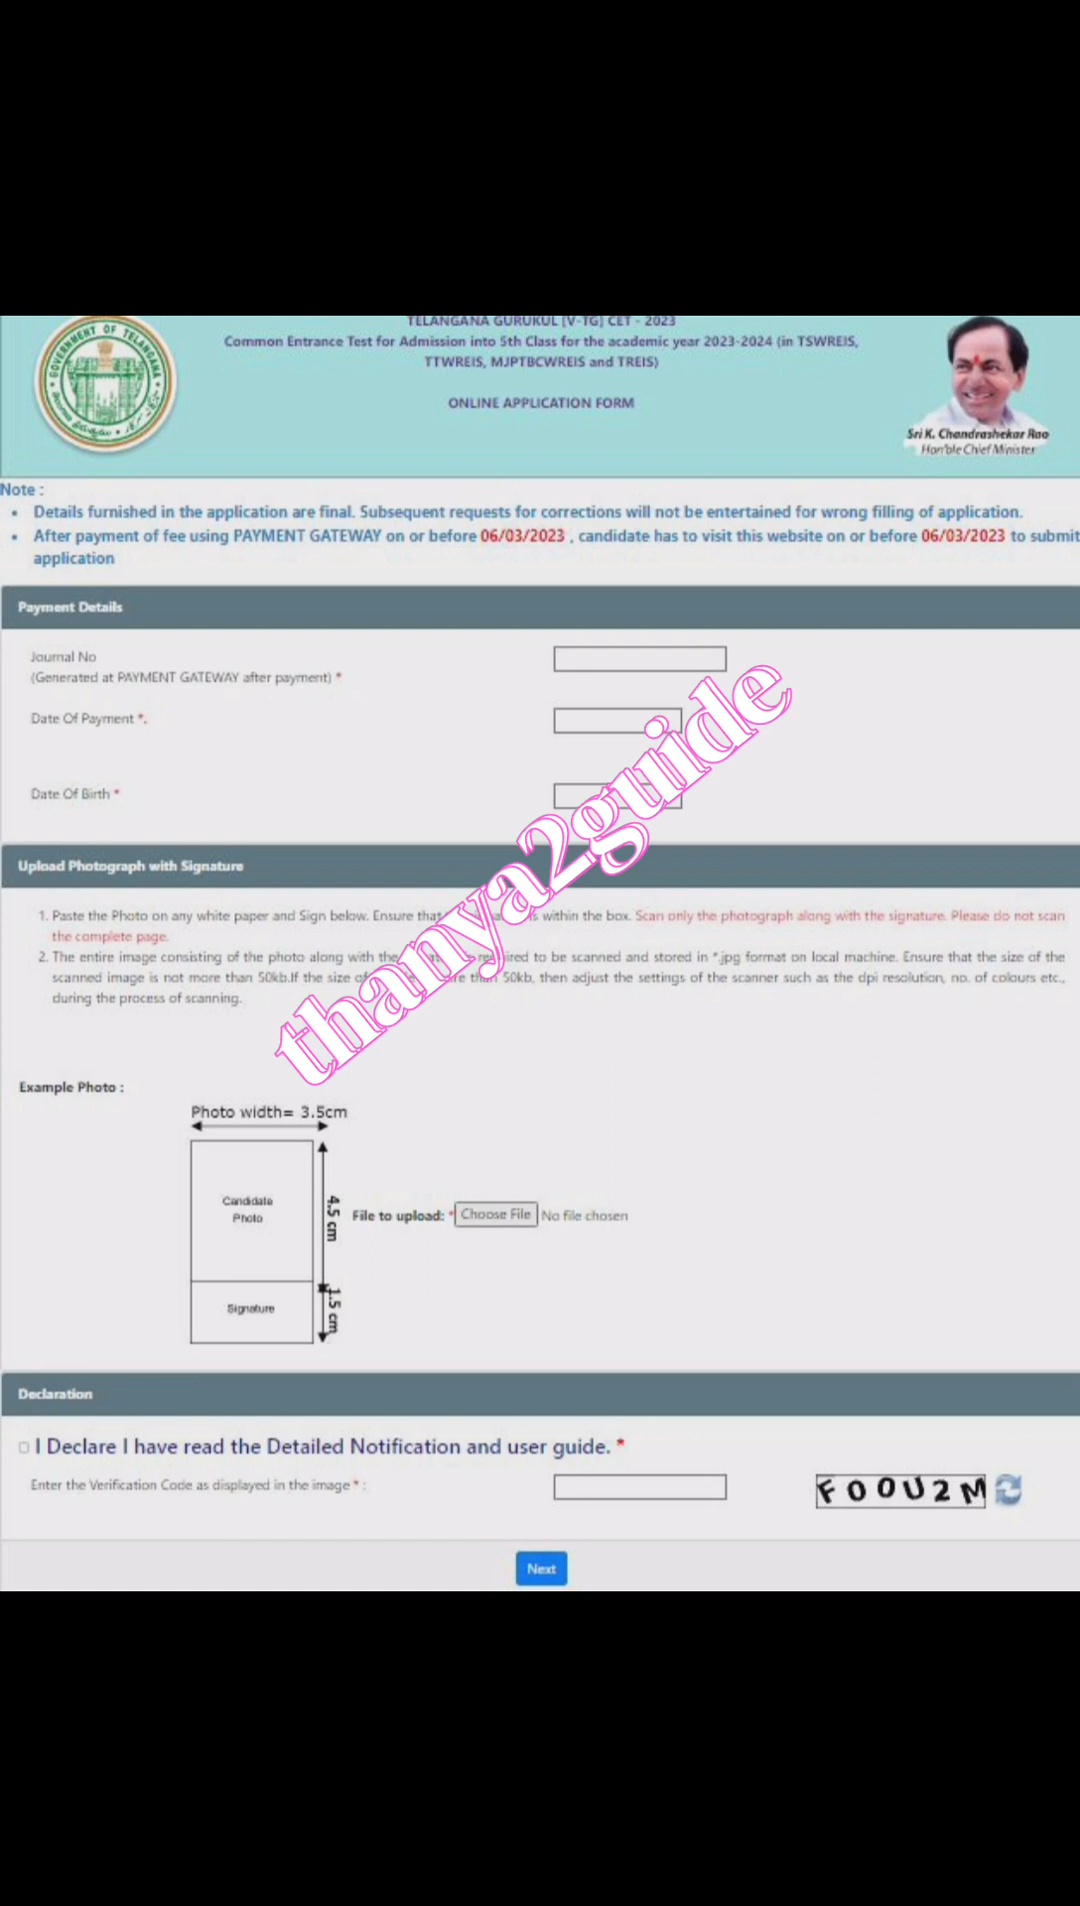 TELANGANA GURUKUL [V-TG] CET - 2023
Common Entrance Test for Admission into 5th Class for the academic year 2023-2024 (in TSWREIS,
TTWREIS, MJPTBCWREIS and TREIS)
ONLINE APPLICATION FORM
GOVERNMENT OF TELANGANA
Sri K. Chandrashekar Rao
Hon'ble Chief Minister
Note :
• Details furnished in the application are final. Subsequent requests for corrections will not be entertained for wrong filling of application.
• After payment of fee using PAYMENT GATEWAY on or before 06/03/2023 , candidate has to visit this website on or before 06/03/2023 to submit
application
Payment Details
Journal No
(Generated at PAYMENT GATEWAY after payment) *
Date Of Payment *.
Date Of Birth *
thanya2guide
Upload Photograph with Signature
1. Paste the Photo on any white paper and Sign below. Ensure that is within the box. Scan only the photograph along with the signature. Please do not scan
the complete page.
2. The entire image consisting of the photo along with the required to be scanned and stored in *.jpg format on local machine. Ensure that the size of the
scanned image is not more than 50kb.If the size of than 50kb, then adjust the settings of the scanner such as the dpi resolution, no. of colours etc.,
during the process of scanning.
Example Photo :
Photo width= 3.5cm
Candidate
Photo
4.5 cm
File to upload: * Choose File No file chosen
Signature
1.5 cm
Declaration
I Declare I have read the Detailed Notification and user guide. *
Enter the Verification Code as displayed in the image * :
F00U2M
Next